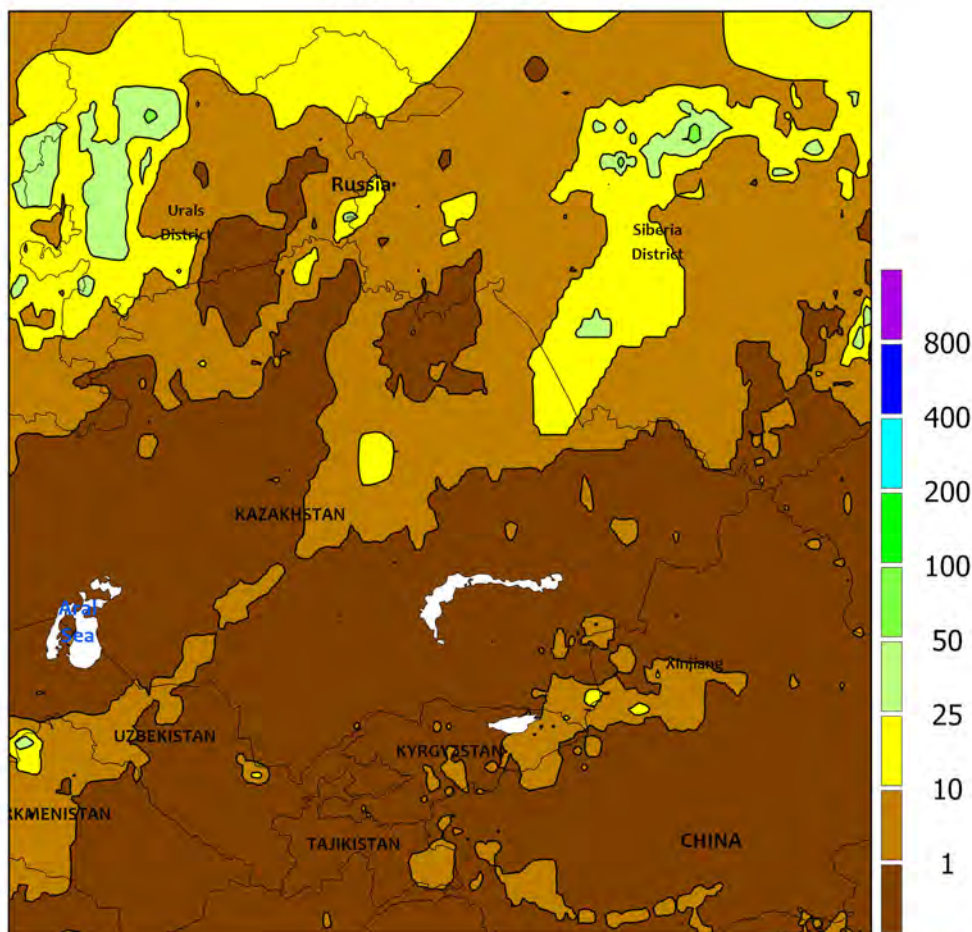 Russia
Urals
District
Siberia
District
800
400
200
KAZAKHSTAN
100
Aral
Sea
50
Xinjiang
25
UZBEKISTAN
KYRGYZSTAN
10
RKMENISTAN
TAJIKISTAN
CHINA
1